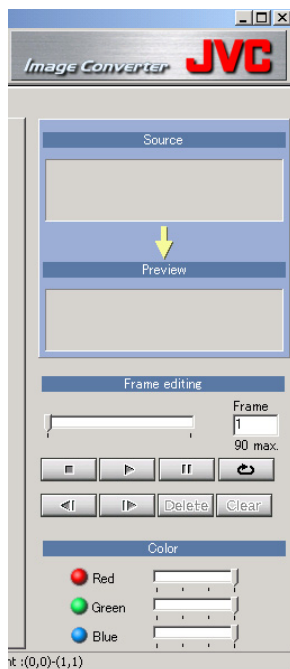 Image Converter JVC
Source
Preview
Frame editing
Frame
1
90 max.
Delete Clear
Color
Red
Green
Blue
nt :(0,0)-(1,1)